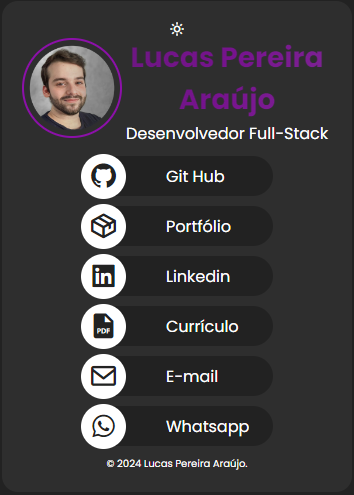 Lucas Pereira
Araújo
Desenvolvedor Full-Stack
Git Hub
Portfólio
Linkedin
PDF
Currículo
E-mail
Whatsapp
© 2024 Lucas Pereira Araújo.